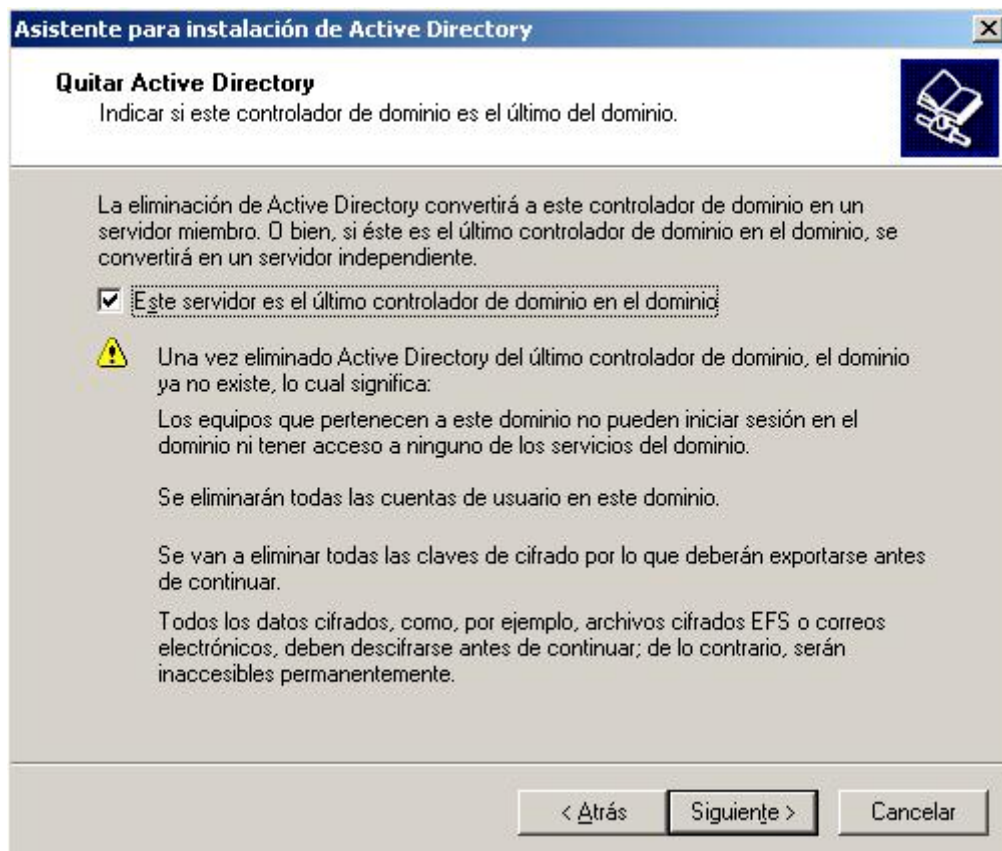 Asistente para instalación de Active Directory
Quitar Active Directory
Indicar si este controlador de dominio es el último del dominio.
La eliminación de Active Directory convertirá a este controlador de dominio en un
servidor miembro. O bien, si éste es el último controlador de dominio en el dominio, se
convertirá en un servidor independiente.
Este servidor es el último controlador de dominio en el dominio
Una vez eliminado Active Directory del último controlador de dominio, el dominio
ya no existe, lo cual significa:
Los equipos que pertenecen a este dominio no pueden iniciar sesión en el
dominio ni tener acceso a ninguno de los servicios del dominio.
Se eliminarán todas las cuentas de usuario en este dominio.
Se van a eliminar todas las claves de cifrado por lo que deberán exportarse antes
de continuar.
Todos los datos cifrados, como, por ejemplo, archivos cifrados EFS o correos
electrónicos, deben descifrarse antes de continuar; de lo contrario, serán
inaccesibles permanentemente.
< Atrás Siguiente > Cancelar